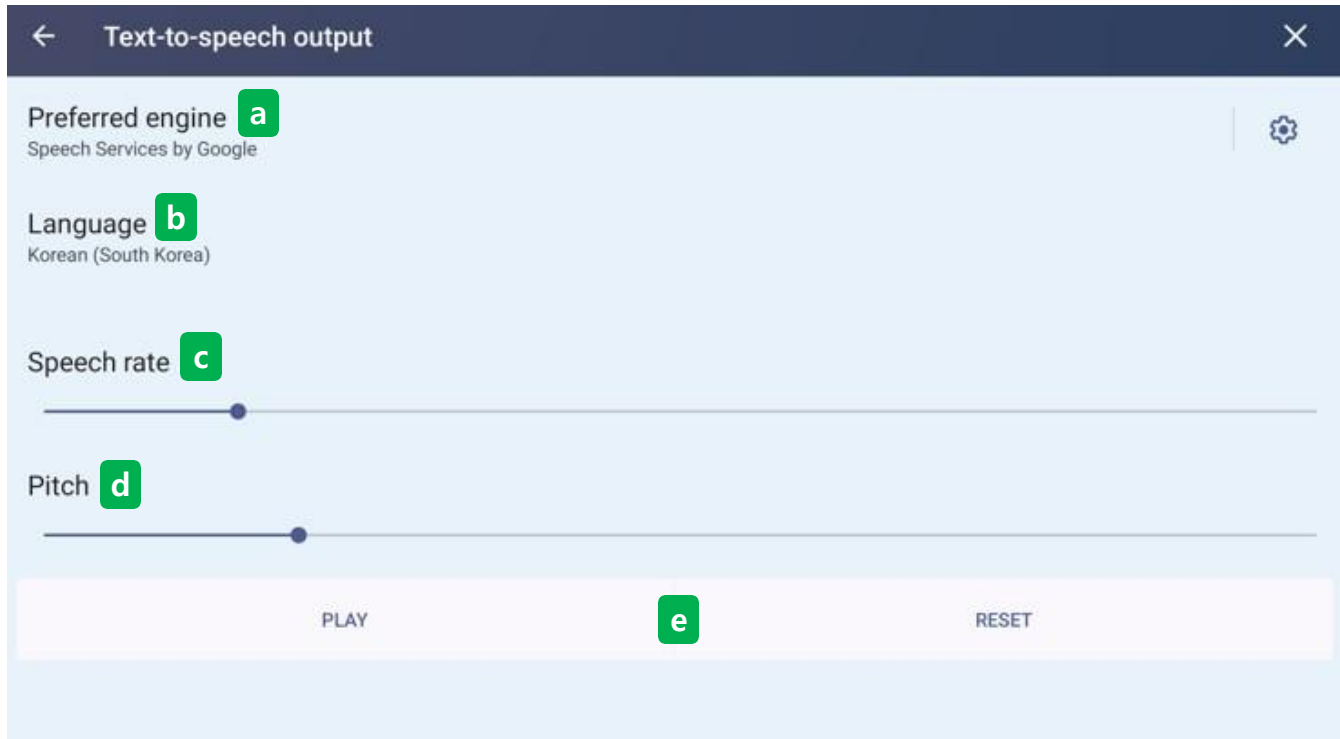 Text-to-speech output
Preferred engine a
Speech Services by Google
Language b
Korean (South Korea)
Speech rate c
Pitch d
PLAY e RESET